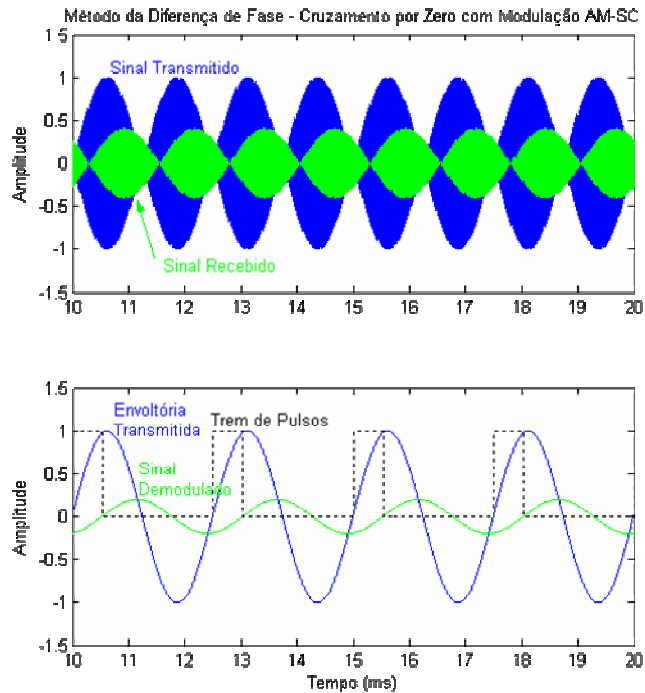 Método da Diferença de Fase - Cruzamento por Zero com Modulação AM-SC
Sinal Transmitido
Sinal Recebido
Amplitude
1.5
1
0.5
0
-0.5
-1
-1.5
10 11 12 13 14 15 16 17 18 19 20
Envoltória
Transmitida
Trem de Pulsos
Sinal
Demodulado
Amplitude
1.5
1
0.5
0
-0.5
-1
-1.5
10 11 12 13 14 15 16 17 18 19 20
Tempo (ms)